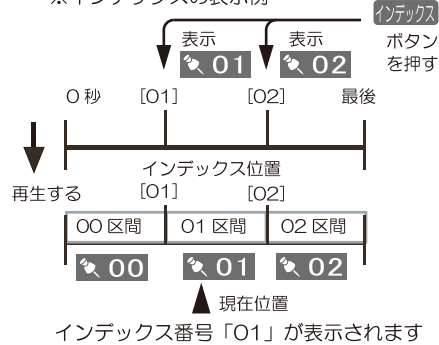 ※インデックスの表示例
インデックス
ボタン
を押す
表示 表示
01 02
0秒 [01] [02] 最後
インデックス位置
再生する [01] [02]
00区間 01区間 02区間
00 01 02
現在位置
インデックス番号「01」が表示されます